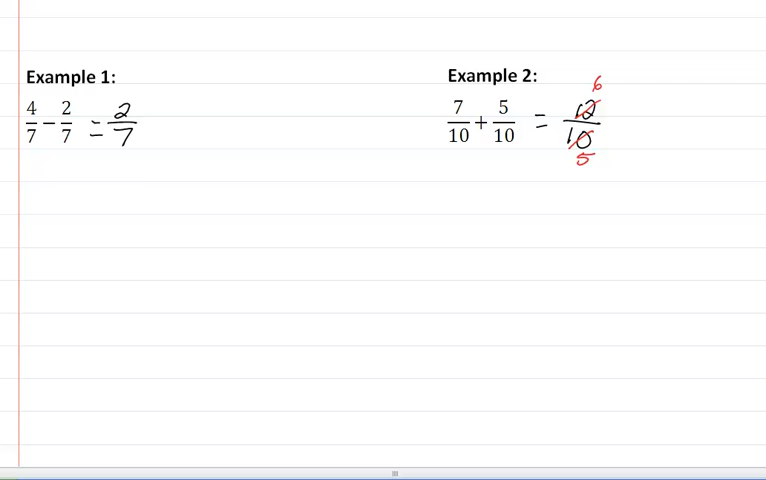 Example 1:
4/7 − 2/7 = 2/7
Example 2:
6
7/10 + 5/10 = 12/10
5